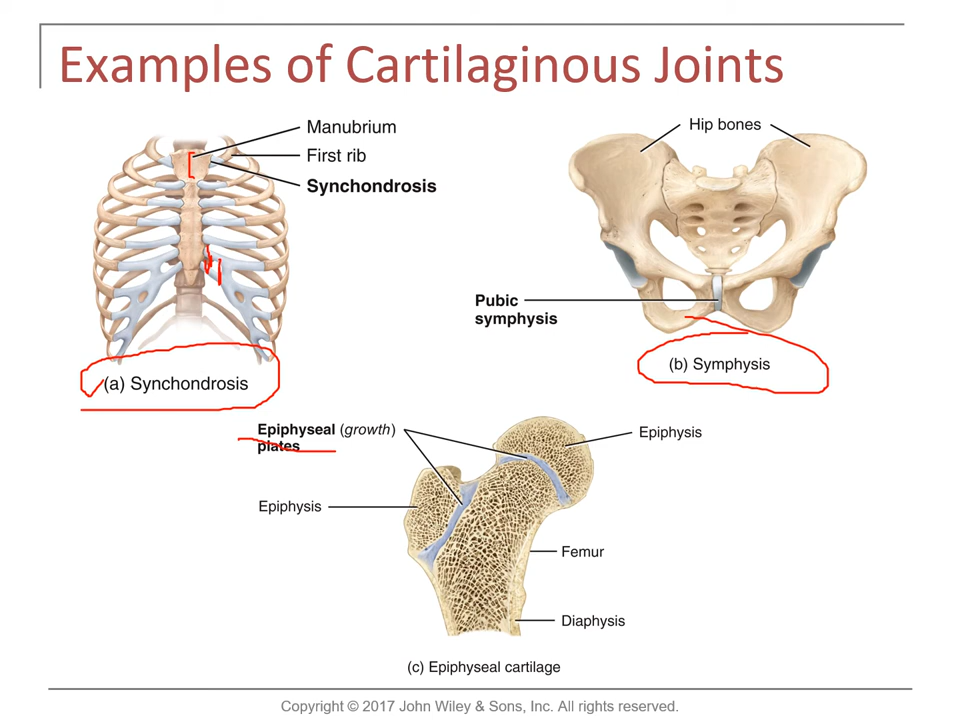 Examples of Cartilaginous Joints
Manubrium
First rib
Synchondrosis
(a) Synchondrosis
Hip bones
Pubic
symphysis
(b) Symphysis
Epiphyseal (growth)
plates
Epiphysis
Epiphysis
Femur
Diaphysis
(c) Epiphyseal cartilage
Copyright © 2017 John Wiley & Sons, Inc. All rights reserved.